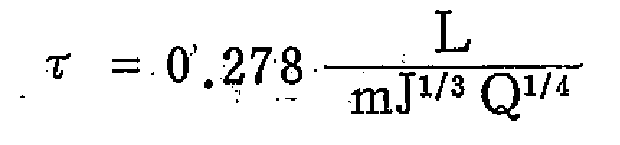 τ = 0.278 L / mJ^{1/3} Q^{1/4}